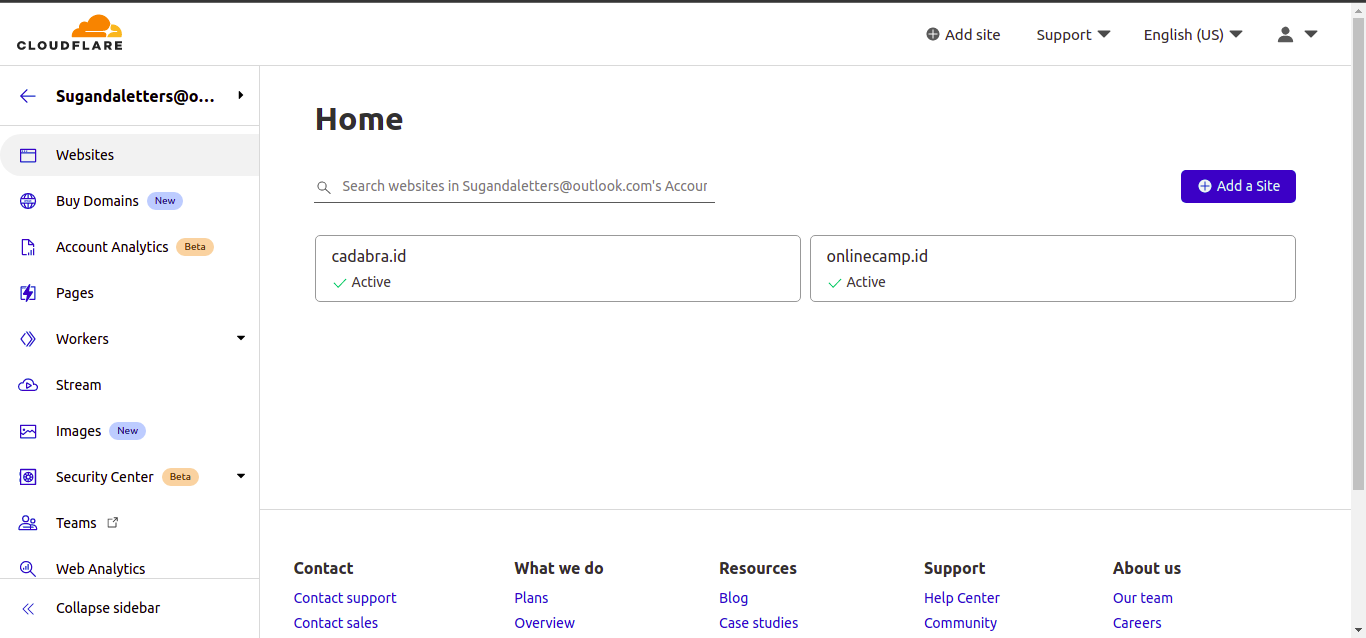 CLOUDFLARE
Add site
Support
English (US)
Sugandaletters@o...
Websites
Buy Domains New
Account Analytics Beta
Pages
Workers
Stream
Images New
Security Center Beta
Teams
Web Analytics
Collapse sidebar
Home
Search websites in Sugandaletters@outlook.com's Accour
Add a Site
cadabra.id
Active
onlinecamp.id
Active
Contact
Contact support
Contact sales
What we do
Plans
Overview
Resources
Blog
Case studies
Support
Help Center
Community
About us
Our team
Careers